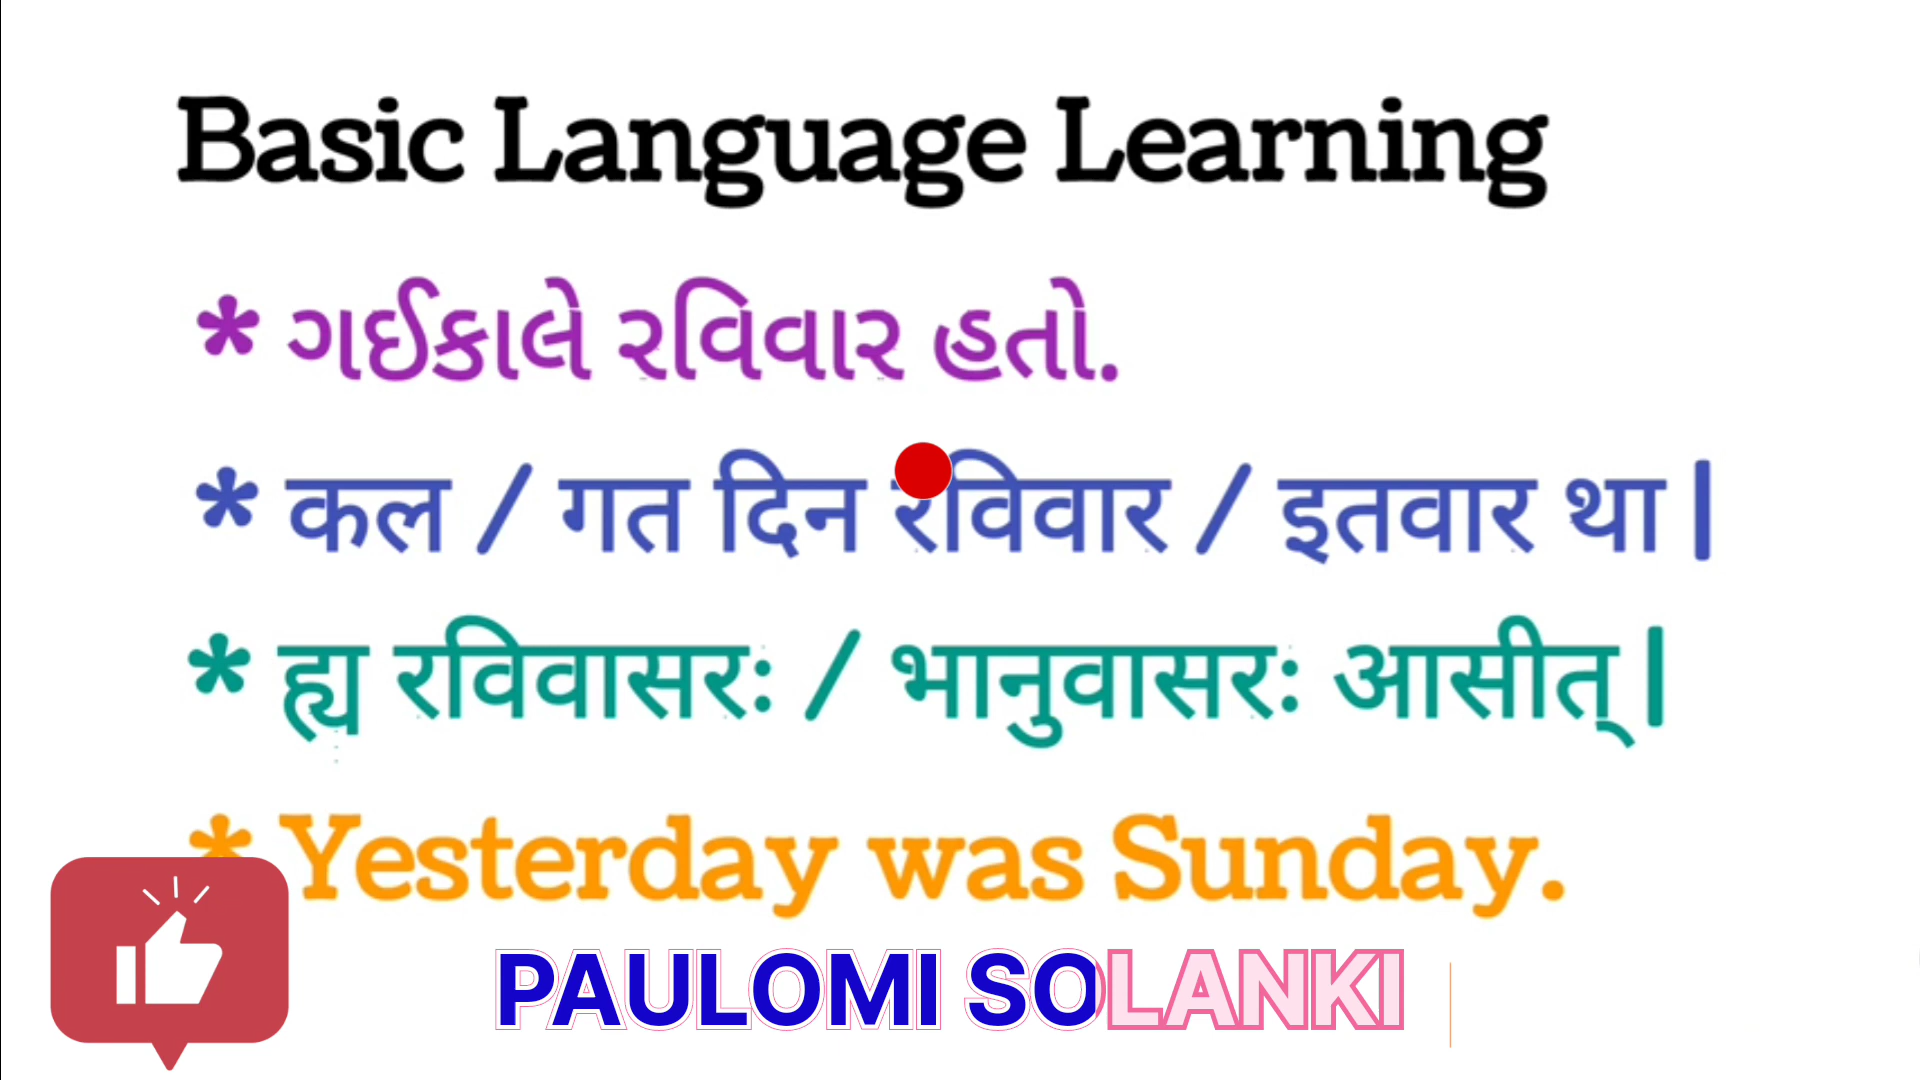 Basic Language Learning
* ગઈકાલે રવિવાર હતો.
* कल / गत दिन रविवार / इतवार था |
* ह्य रविवासरः / भानुवासरः आसीत् |
* Yesterday was Sunday.
PAULOMI SOLANKI